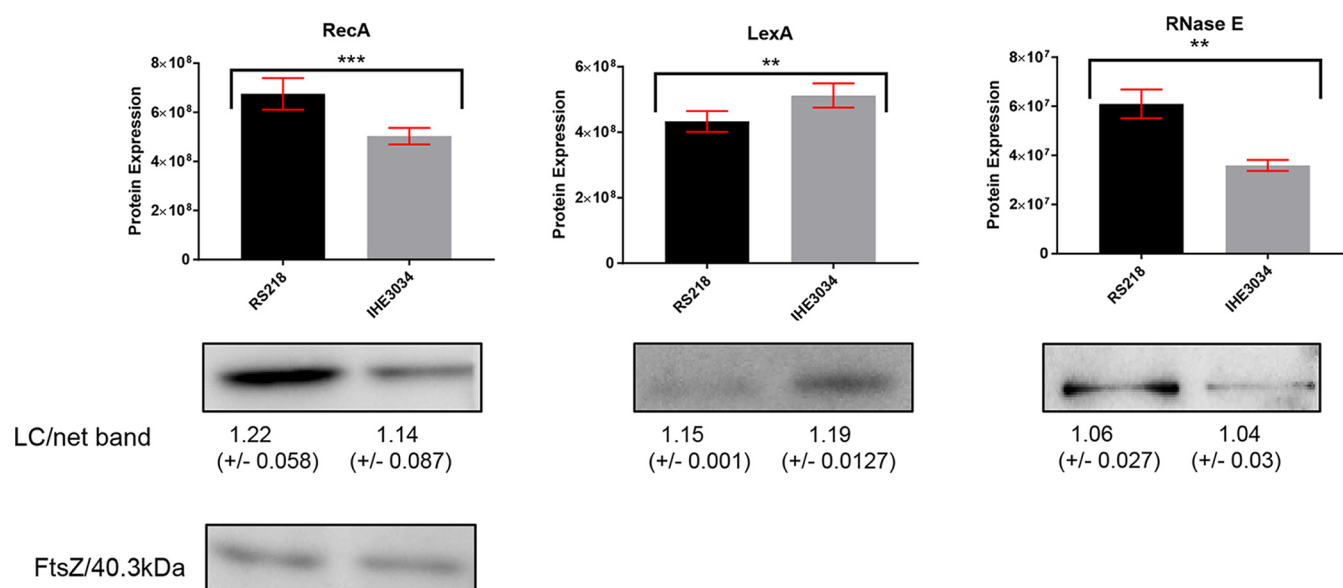 RecA
8×10⁸
6×10⁸
4×10⁸
2×10⁸
0
Protein Expression
***
RS218
IHE3034
LexA
6×10⁸
4×10⁸
2×10⁸
0
Protein Expression
**
RS218
IHE3034
RNase E
8×10⁷
6×10⁷
4×10⁷
2×10⁷
0
Protein Expression
**
RS218
IHE3034
LC/net band
1.22 1.14
(+/- 0.058) (+/- 0.087)
1.15 1.19
(+/- 0.001) (+/- 0.0127)
1.06 1.04
(+/- 0.027) (+/- 0.03)
FtsZ/40.3kDa